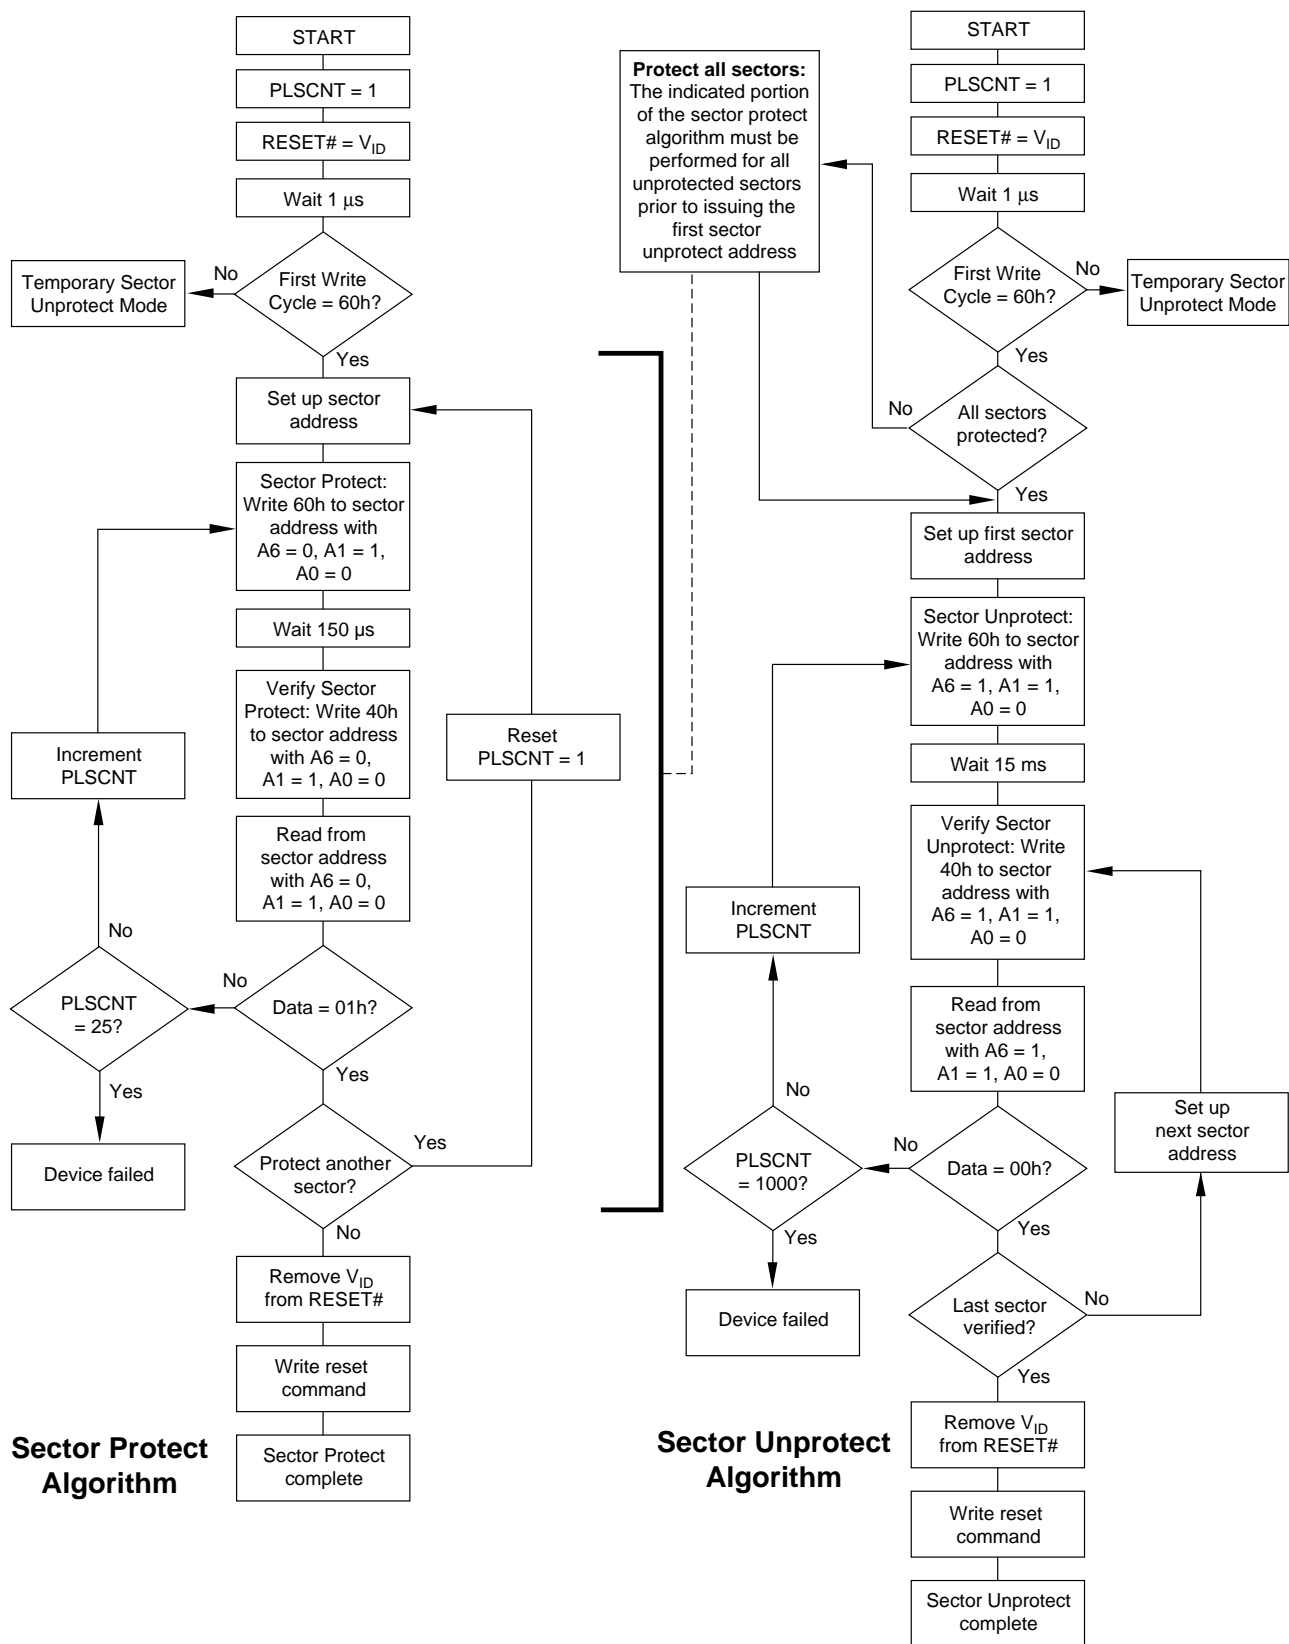 START
PLSCNT = 1
RESET# = VID
Wait 1 μs
First Write
Cycle = 60h?
No
Temporary Sector
Unprotect Mode
Yes
Set up sector
address
Sector Protect:
Write 60h to sector
address with
A6 = 0, A1 = 1,
A0 = 0
Wait 150 µs
Verify Sector
Protect: Write 40h
to sector address
with A6 = 0,
A1 = 1, A0 = 0
Reset
PLSCNT = 1
Increment
PLSCNT
Read from
sector address
with A6 = 0,
A1 = 1, A0 = 0
No
No
PLSCNT
= 25?
Data = 01h?
Yes
Yes
Device failed
Protect another
sector?
Yes
No
Remove VID
from RESET#
Write reset
command
Sector Protect
complete
Sector Protect
Algorithm
Protect all sectors:
The indicated portion
of the sector protect
algorithm must be
performed for all
unprotected sectors
prior to issuing the
first sector
unprotect address
START
PLSCNT = 1
RESET# = VID
Wait 1 μs
First Write
Cycle = 60h?
No
Temporary Sector
Unprotect Mode
Yes
No
All sectors
protected?
Yes
Set up first sector
address
Sector Unprotect:
Write 60h to sector
address with
A6 = 1, A1 = 1,
A0 = 0
Wait 15 ms
Verify Sector
Unprotect: Write
40h to sector
address with
A6 = 1, A1 = 1,
A0 = 0
Increment
PLSCNT
Read from
sector address
with A6 = 1,
A1 = 1, A0 = 0
No
Set up
next sector
address
No
PLSCNT
= 1000?
Data = 00h?
Yes
Yes
Device failed
Last sector
verified?
No
Yes
Remove VID
from RESET#
Write reset
command
Sector Unprotect
complete
Sector Unprotect
Algorithm